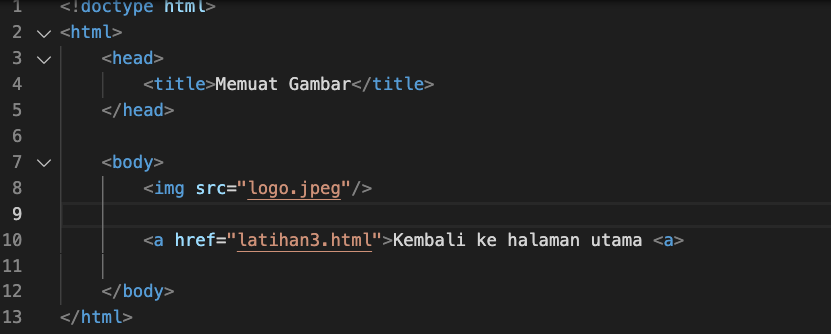 1 <!doctype html>
2 <html>
3 <head>
4 <title>Memuat Gambar</title>
5 </head>
6
7 <body>
8 <img src="logo.jpeg"/>
9
10 <a href="latihan3.html">Kembali ke halaman utama <a>
11
12 </body>
13 </html>